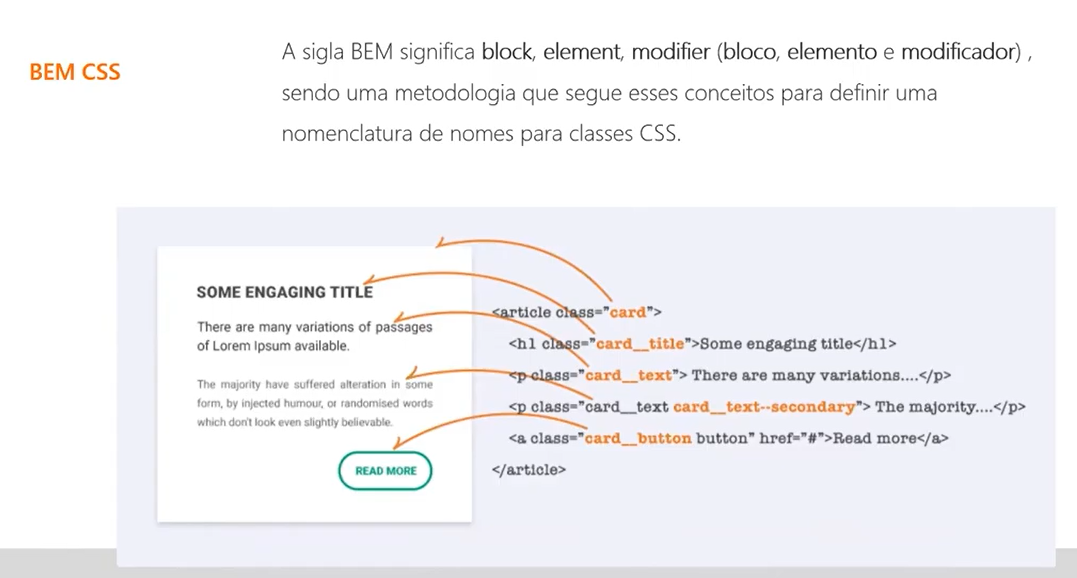 BEM CSS
A sigla BEM significa block, element, modifier (bloco, elemento e modificador) ,
sendo uma metodologia que segue esses conceitos para definir uma
nomenclatura de nomes para classes CSS.
SOME ENGAGING TITLE
There are many variations of passages
of Lorem Ipsum available.
The majority have suffered alteration in some
form, by injected humour, or randomised words
which don't look even slightly believable.
READ MORE
<article class="card">
<h1 class="card__title">Some engaging title</h1>
<p class="card__text"> There are many variations....</p>
<p class="card__text card__text--secondary"> The majority....</p>
<a class="card__button button" href="#">Read more</a>
</article>